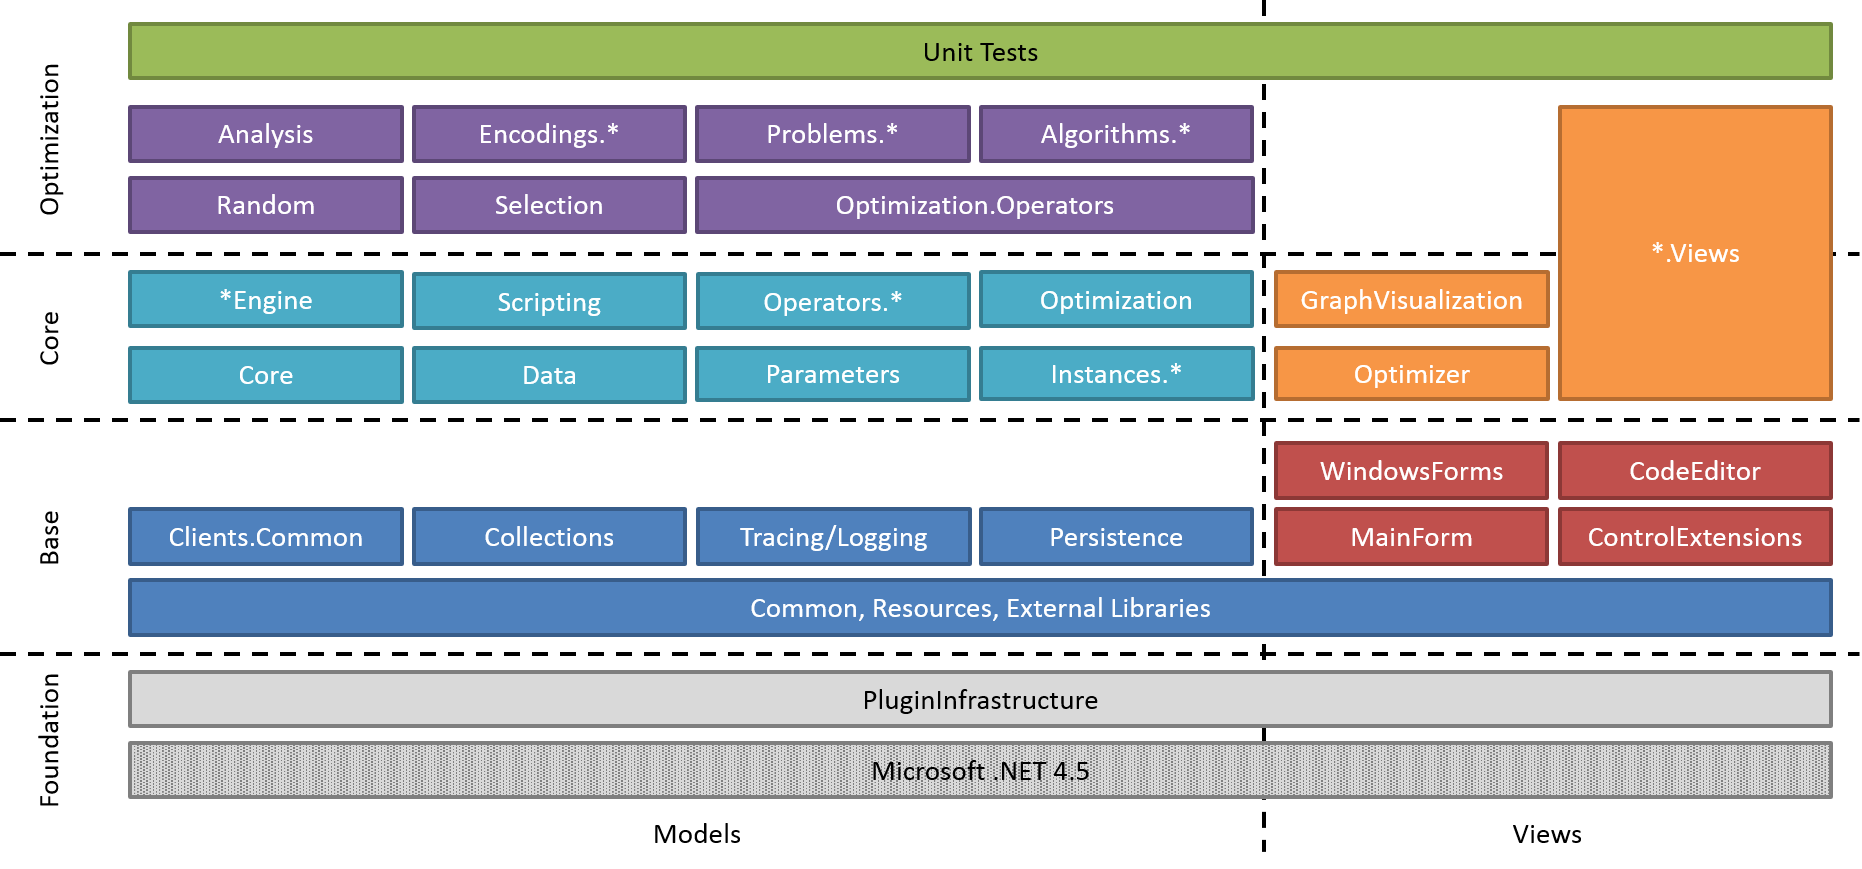 Optimization
Unit Tests
Analysis
Encodings.*
Problems.*
Algorithms.*
Random
Selection
Optimization.Operators
*.Views
Core
*Engine
Scripting
Operators.*
Optimization
GraphVisualization
Core
Data
Parameters
Instances.*
Optimizer
Base
WindowsForms
CodeEditor
Clients.Common
Collections
Tracing/Logging
Persistence
MainForm
ControlExtensions
Common, Resources, External Libraries
Foundation
PluginInfrastructure
Microsoft .NET 4.5
Models
Views